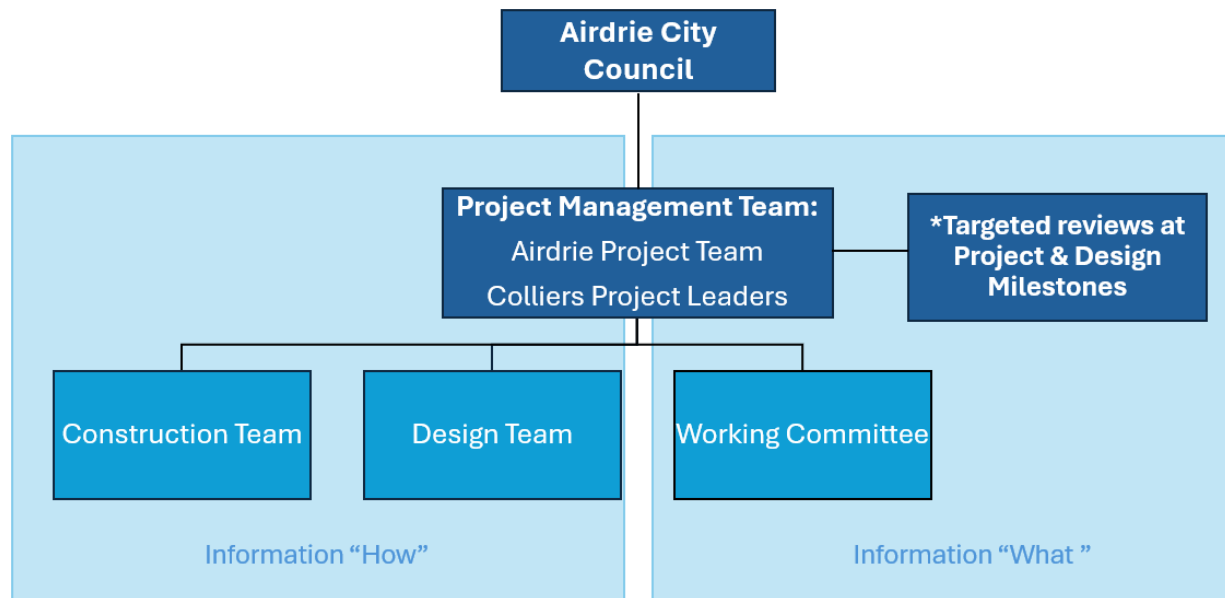 Airdrie City
Council
Project Management Team:
Airdrie Project Team
Colliers Project Leaders
*Targeted reviews at
Project & Design
Milestones
Construction Team
Design Team
Working Committee
Information “How”
Information “What ”